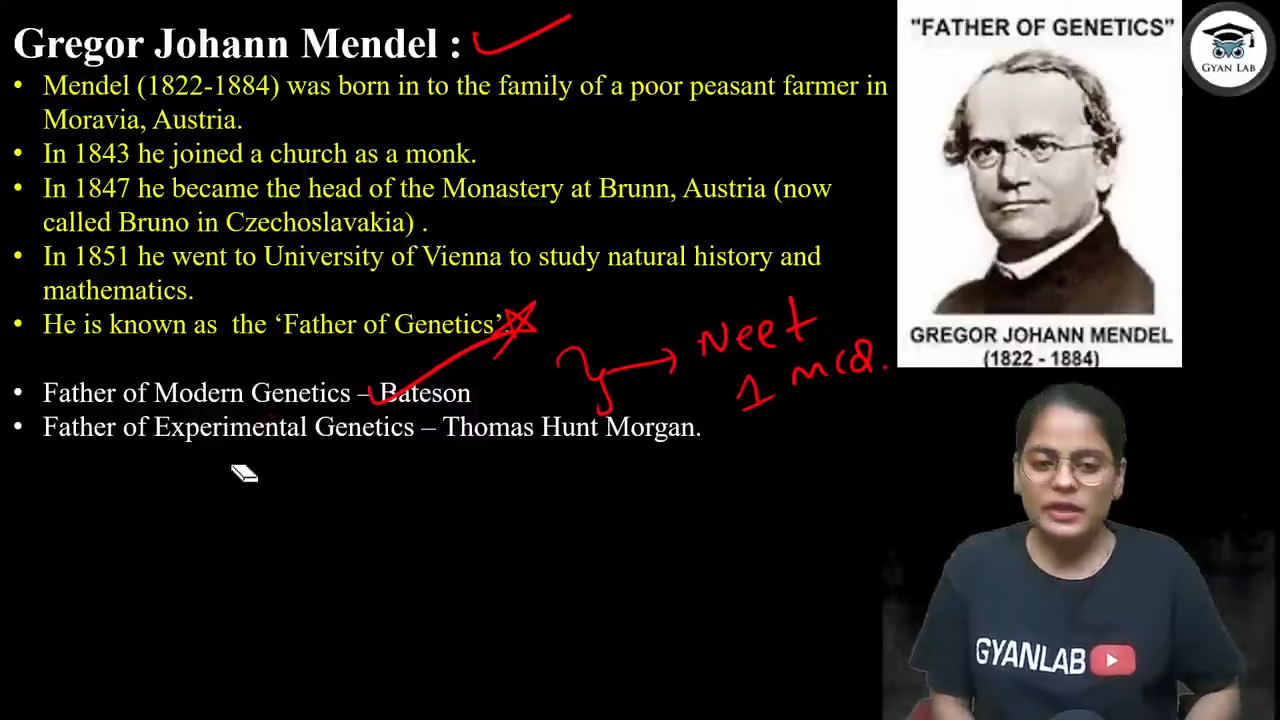 Gregor Johann Mendel :
• Mendel (1822-1884) was born in to the family of a poor peasant farmer in
Moravia, Austria.
• In 1843 he joined a church as a monk.
• In 1847 he became the head of the Monastery at Brunn, Austria (now
called Bruno in Czechoslavakia) .
• In 1851 he went to University of Vienna to study natural history and
mathematics.
• He is known as the ‘Father of Genetics’.
• Father of Modern Genetics – Bateson
• Father of Experimental Genetics – Thomas Hunt Morgan.
Neet
1 mcq.
"FATHER OF GENETICS”
GREGOR JOHANN MENDEL
(1822 - 1884)
GYAN LAB
GYANLAB